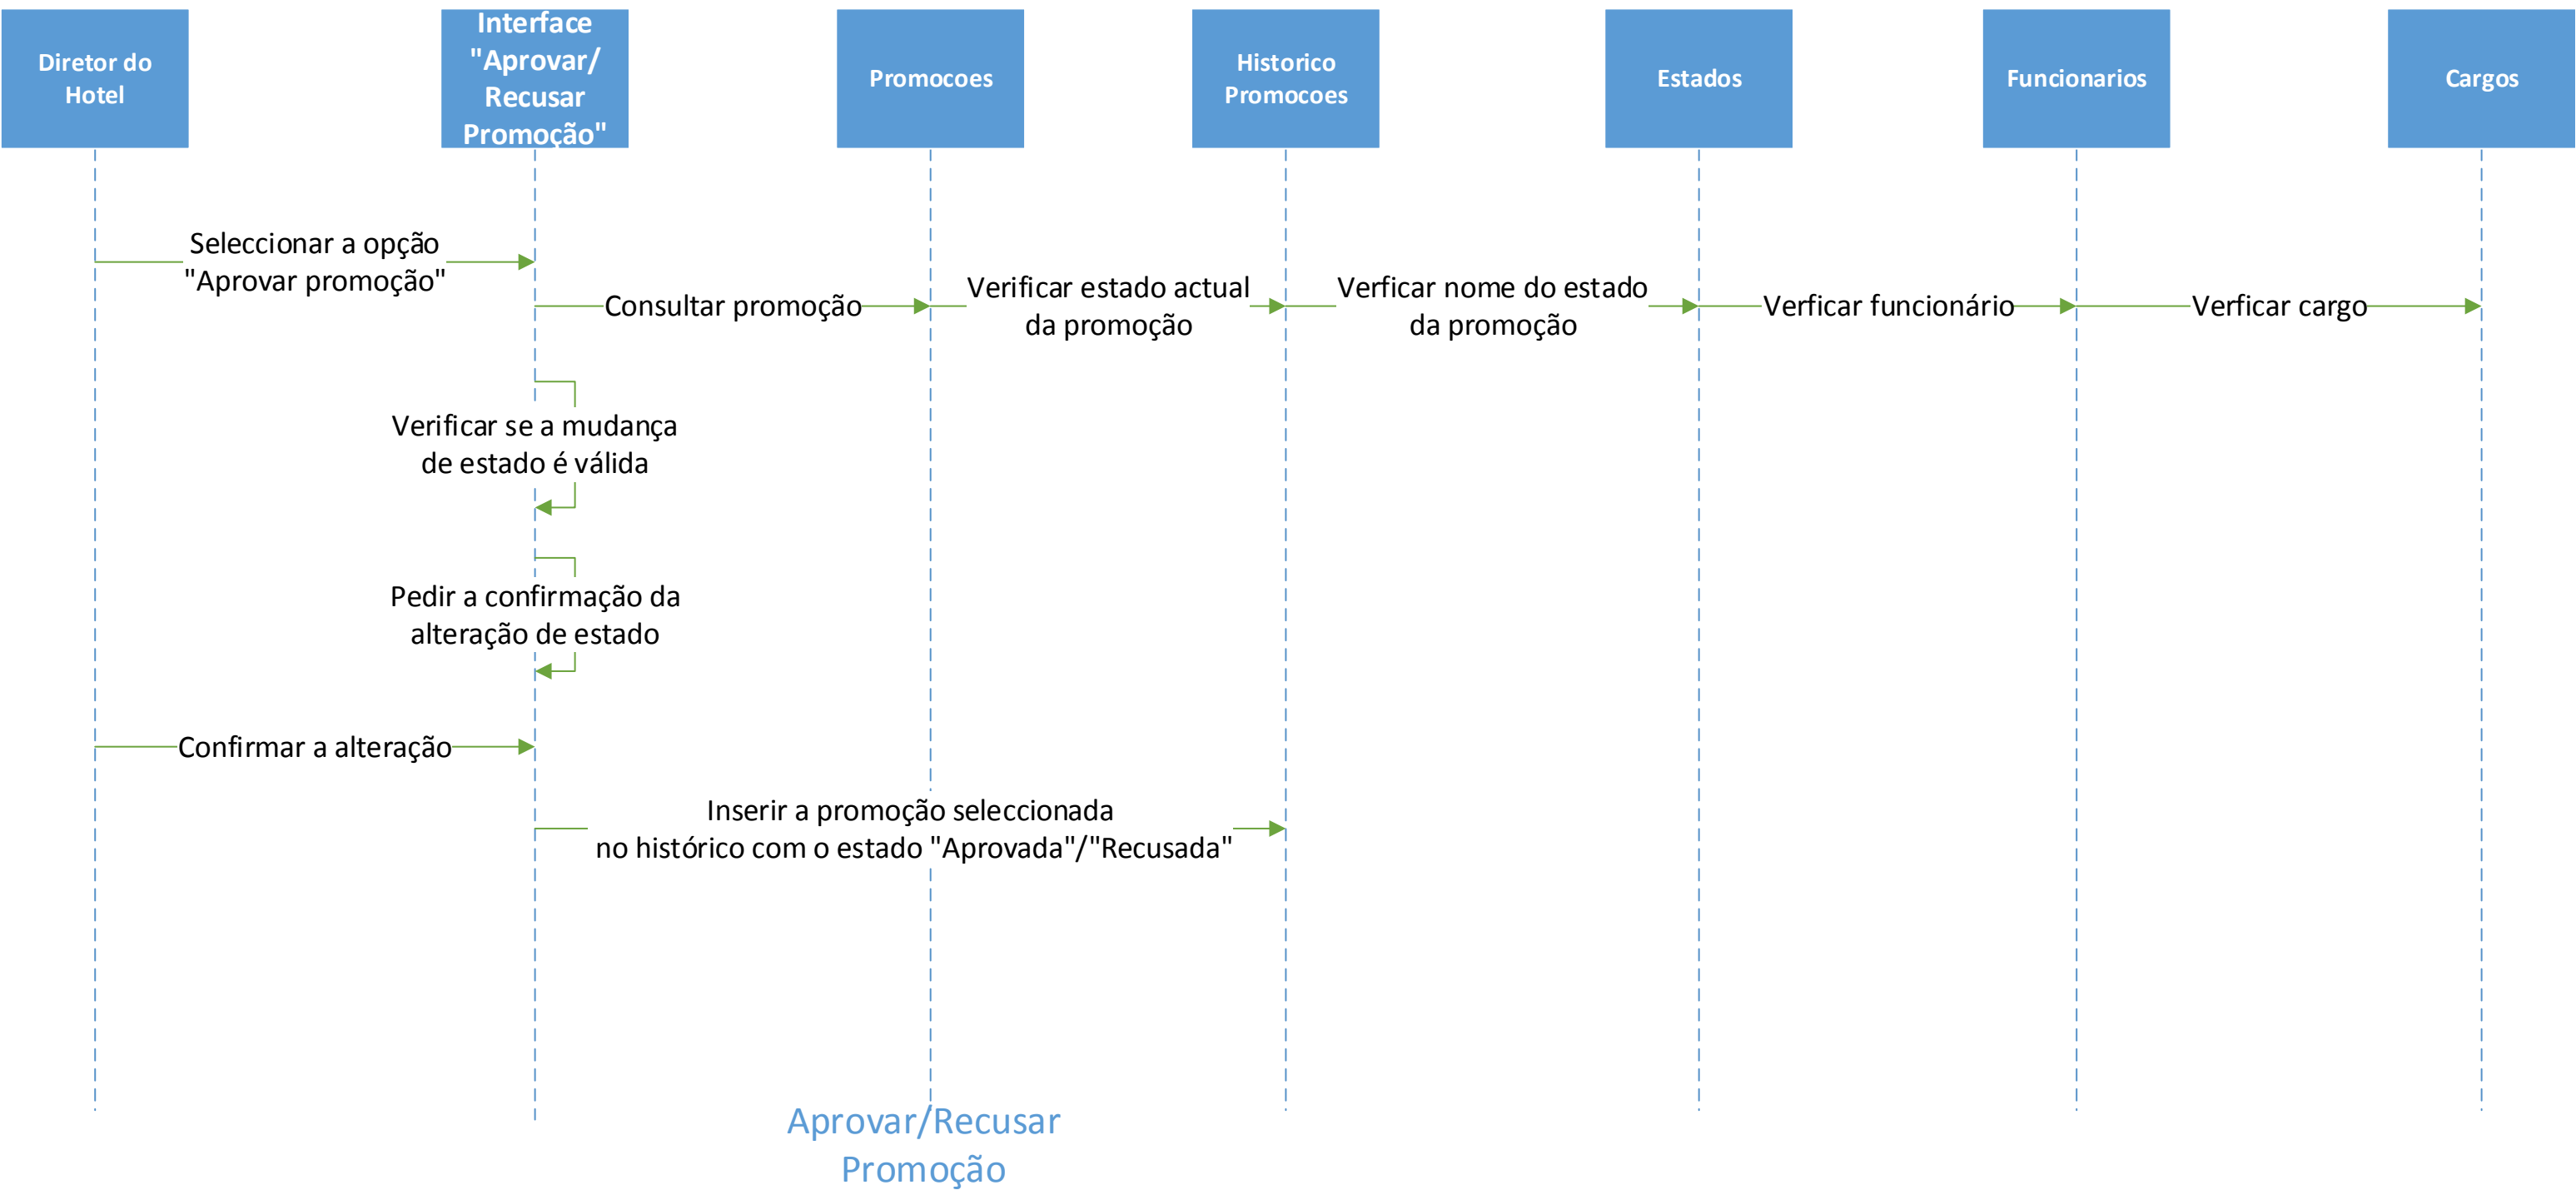 Diretor do
Hotel
Interface
"Aprovar/
Recusar
Promoção"
Promocoes
Historico
Promocoes
Estados
Funcionarios
Cargos
Seleccionar a opção
"Aprovar promoção"
Consultar promoção
Verificar estado actual
da promoção
Verficar nome do estado
da promoção
Verficar funcionário
Verficar cargo
Verificar se a mudança
de estado é válida
Pedir a confirmação da
alteração de estado
Confirmar a alteração
Inserir a promoção seleccionada
no histórico com o estado "Aprovada"/"Recusada"
Aprovar/Recusar
Promoção